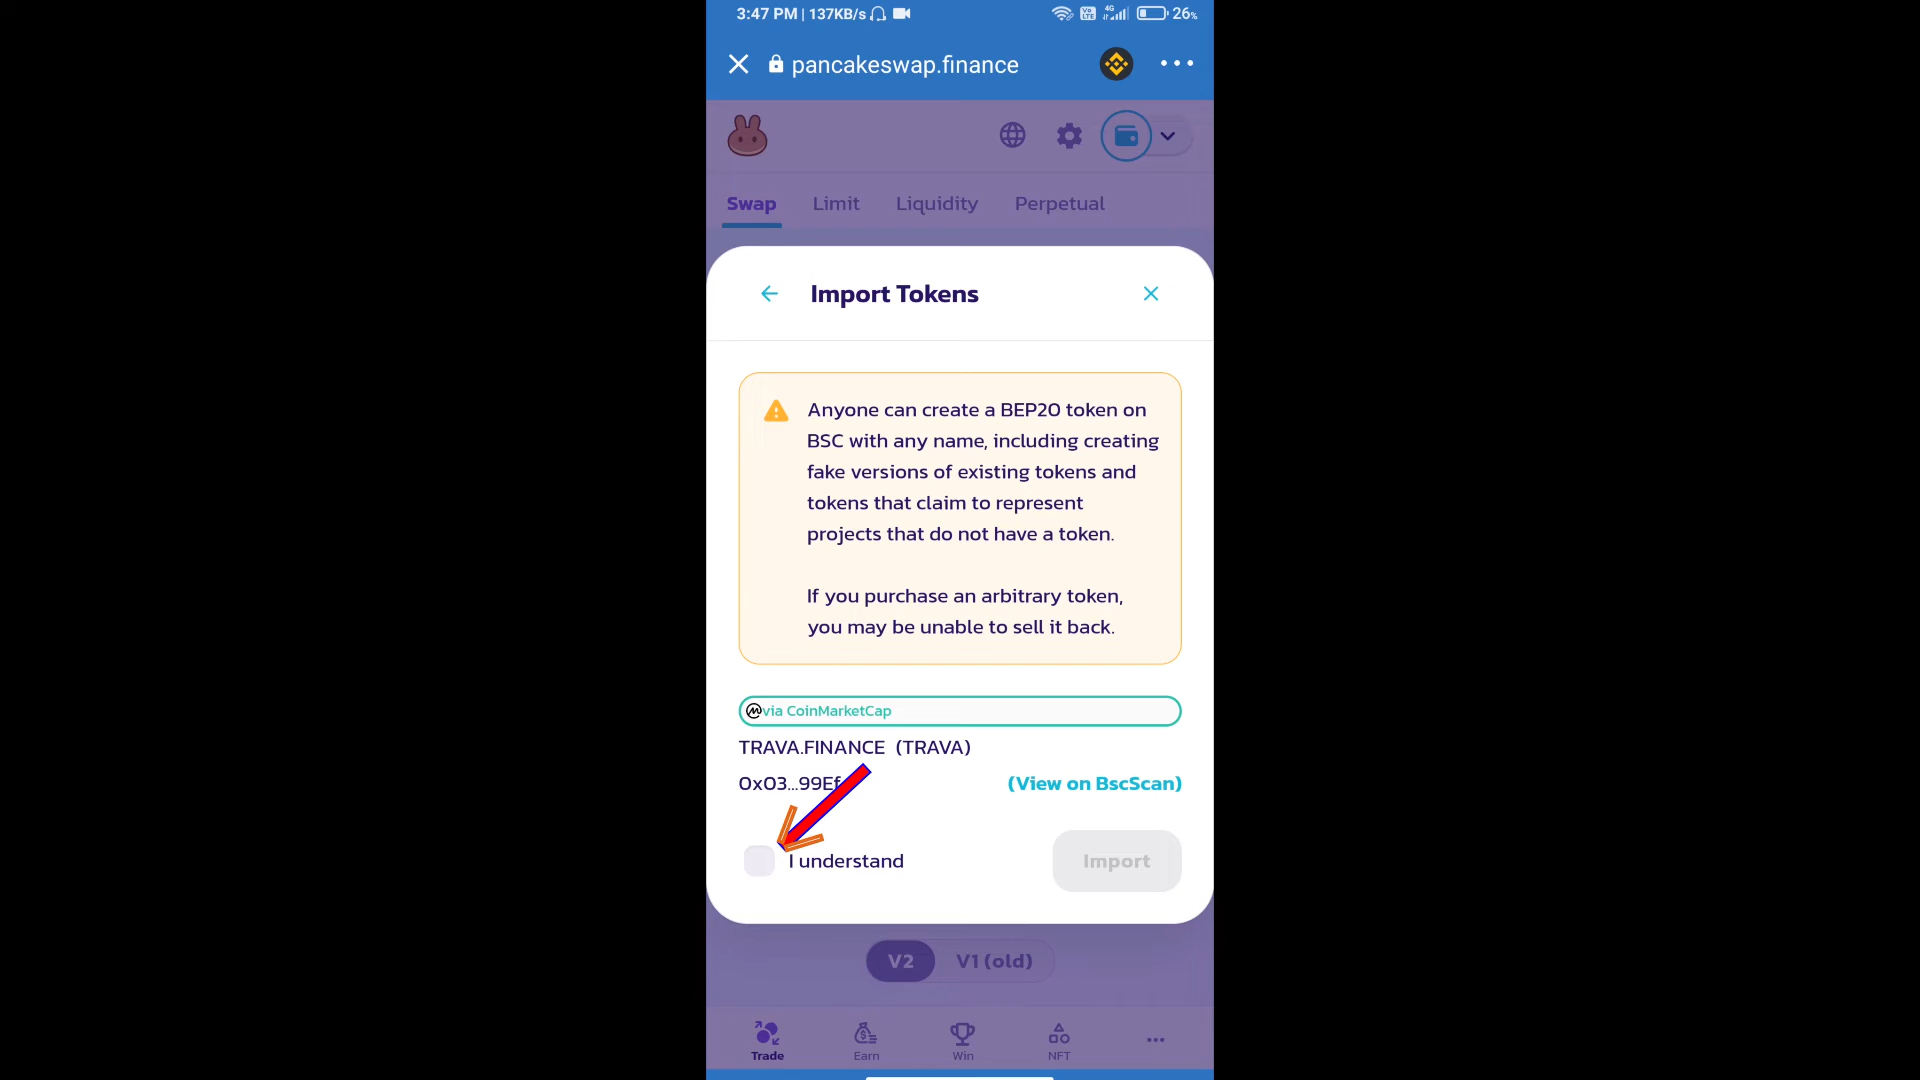 3:47 PM | 137KB/s 4G 26%
pancakeswap.finance
Swap Limit Liquidity Perpetual
Import Tokens
Anyone can create a BEP20 token on
BSC with any name, including creating
fake versions of existing tokens and
tokens that claim to represent
projects that do not have a token.
If you purchase an arbitrary token,
you may be unable to sell it back.
via CoinMarketCap
TRAVA.FINANCE (TRAVA)
0x03...99Ef (View on BscScan)
I understand Import
V2 V1 (old)
Trade Earn Win NFT